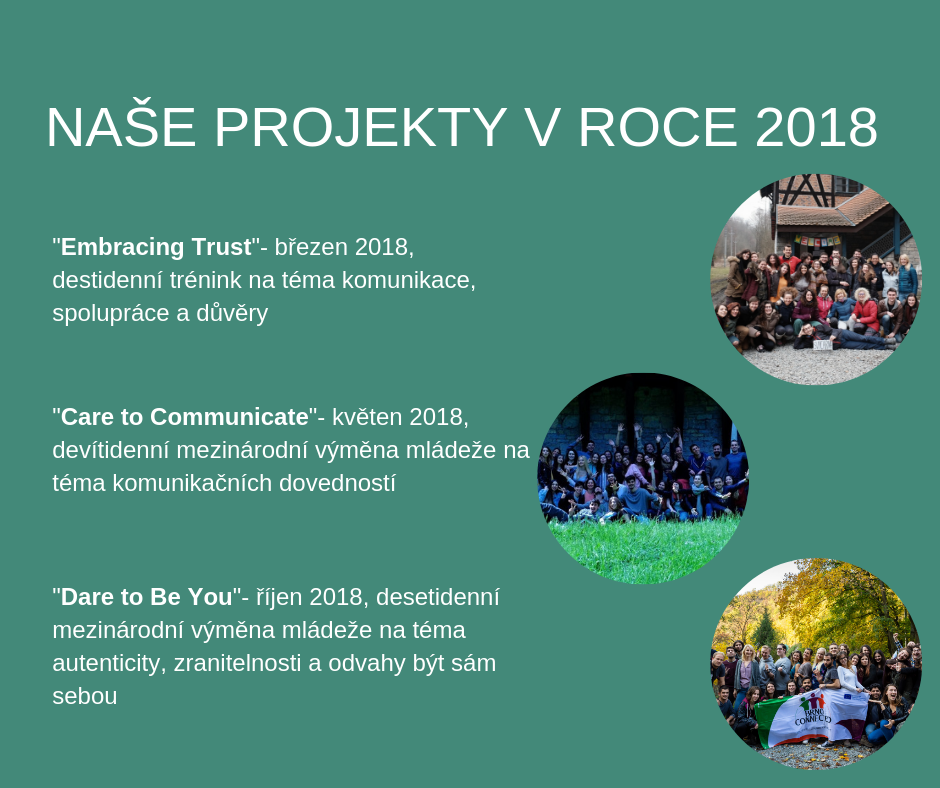 NAŠE PROJEKTY V ROCE 2018
"Embracing Trust"- březen 2018,
destidenní trénink na téma komunikace,
spolupráce a důvěry
"Care to Communicate"- květen 2018,
devítidenní mezinárodní výměna mládeže na
téma komunikačních dovedností
"Dare to Be You"- říjen 2018, desetidenní
mezinárodní výměna mládeže na téma
autenticity, zranitelnosti a odvahy být sám
sebou
BRNO
CONNECTED